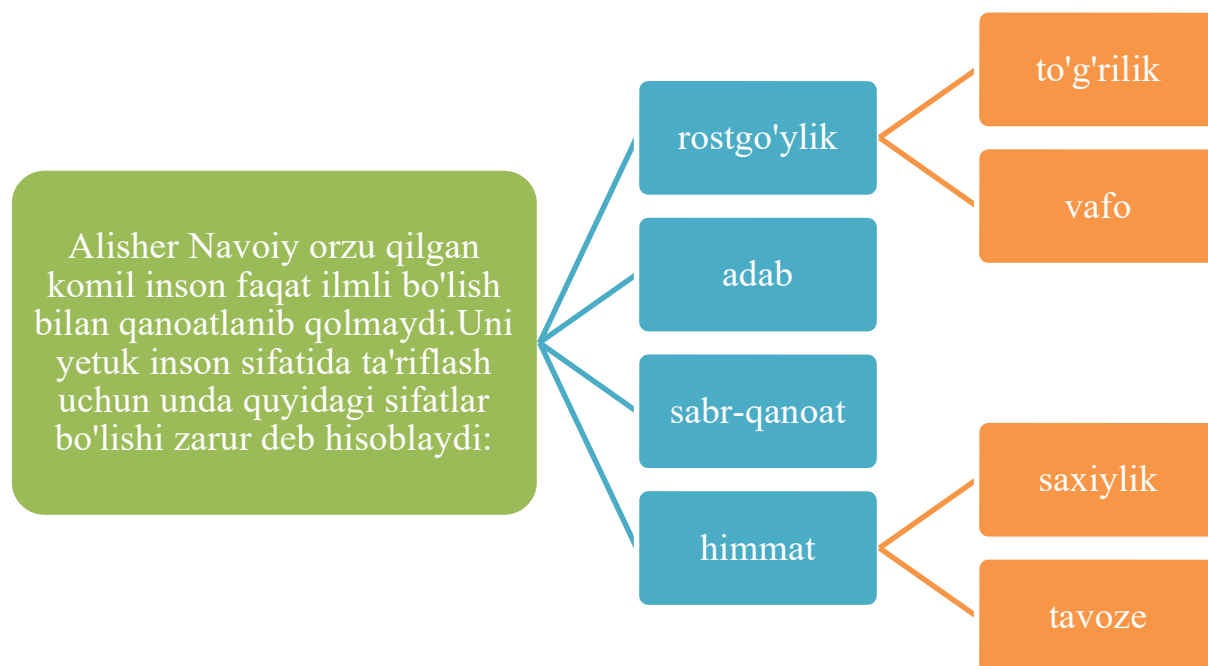 Alisher Navoiy orzu qilgan
komil inson faqat ilmli bo'lish
bilan qanoatlanib qolmaydi.Uni
yetuk inson sifatida ta'riflash
uchun unda quyidagi sifatlar
bo'lishi zarur deb hisoblaydi:
rostgo'ylik
to'g'rilik
vafo
adab
sabr-qanoat
himmat
saxiylik
tavoze